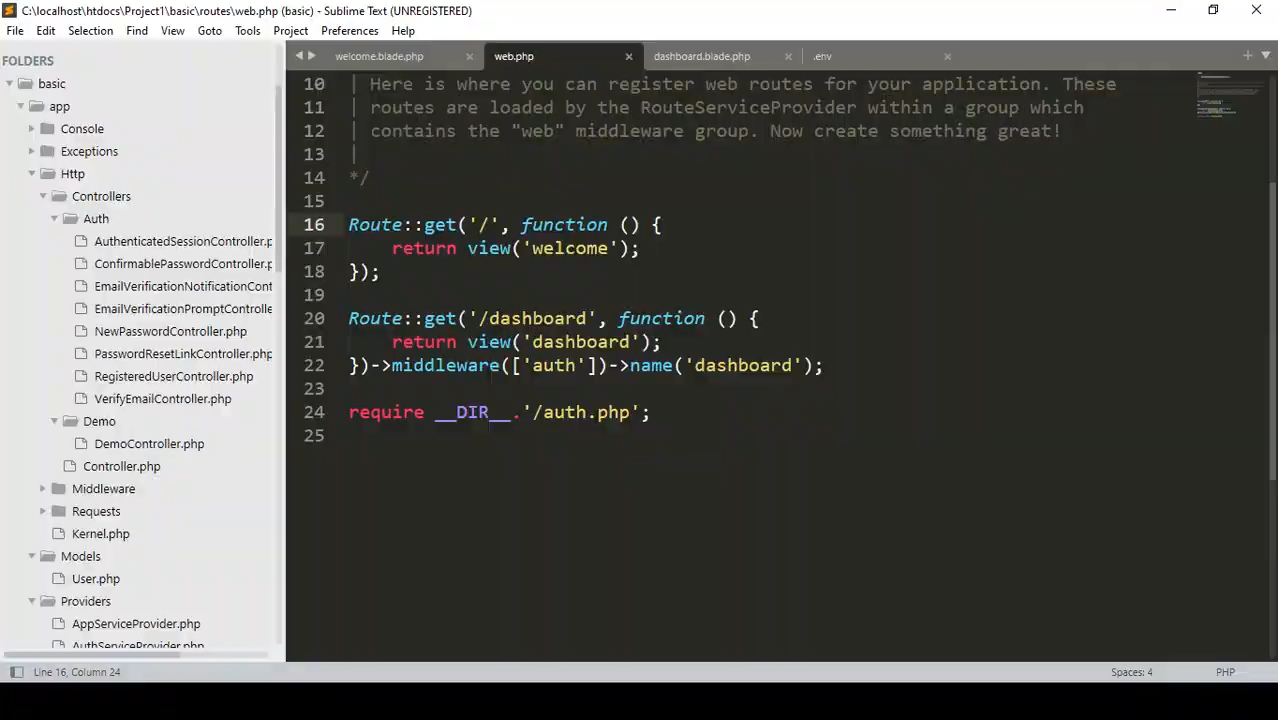 C:\localhost\htdocs\Project1\basic\routes\web.php (basic) - Sublime Text (UNREGISTERED)
File Edit Selection Find View Goto Tools Project Preferences Help
FOLDERS
basic
app
Console
Exceptions
Http
Controllers
Auth
AuthenticatedSessionController.p
ConfirmablePasswordController.p
EmailVerificationNotificationCont
EmailVerificationPromptControlle
NewPasswordController.php
PasswordResetLinkController.php
RegisteredUserController.php
VerifyEmailController.php
Demo
DemoController.php
Controller.php
Middleware
Requests
Kernel.php
Models
User.php
Providers
AppServiceProvider.php
AuthServiceProvider.php
welcome.blade.php web.php dashboard.blade.php .env
10 | Here is where you can register web routes for your application. These
11 | routes are loaded by the RouteServiceProvider within a group which
12 | contains the "web" middleware group. Now create something great!
13 |
14 */
15
16 Route::get('/', function () {
17     return view('welcome');
18 });
19
20 Route::get('/dashboard', function () {
21     return view('dashboard');
22 })->middleware(['auth'])->name('dashboard');
23
24 require __DIR__.'/auth.php';
25
Line 16, Column 24 Spaces: 4 PHP